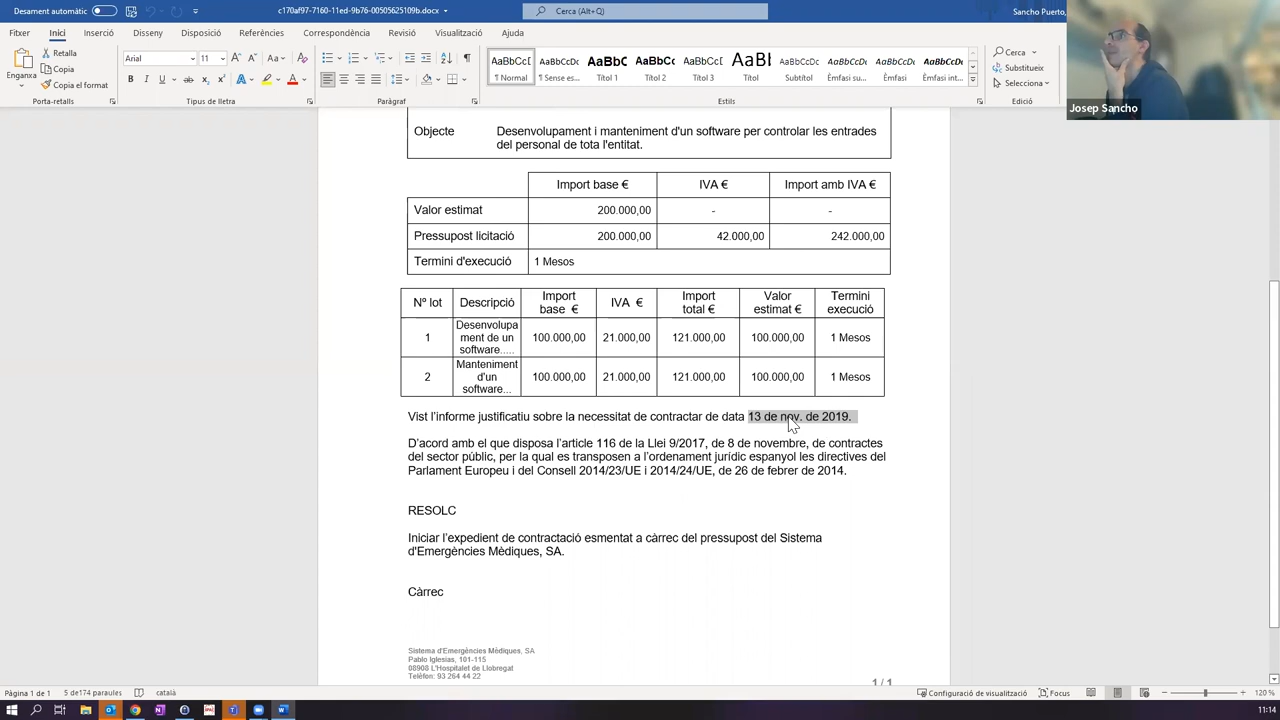 Desament automàtic
c170af97-7160-11ed-9b76-00505625109b.docx
Cerca (Alt+Q)
Sancho Puerto,
Fitxer Inici Inserció Disseny Disposició Referències Correspondència Revisió Visualització Ajuda
Enganxa
Retalla
Copia
Copia el format
Porta-retalls
Arial 11
Tipus de lletra
Paràgraf
AaBbCcI AaBbCcI AaBbC AaBbCc AaBbCcI AaBI AaBbCcD AaBbCcDc AaBbCcDc AaBbCcDc
¶ Normal ¶ Sense es... Títol 1 Títol 2 Títol 3 Títol Subtítol Èmfasi su... Èmfasi Èmfasi int...
Estils
Cerca
Substitueix
Selecciona
Edició
Josep Sancho
Objecte Desenvolupament i manteniment d'un software per controlar les entrades
del personal de tota l'entitat.
Import base € IVA € Import amb IVA €
Valor estimat 200.000,00 - -
Pressupost licitació 200.000,00 42.000,00 242.000,00
Termini d'execució 1 Mesos
Nº lot Descripció Import base € IVA € Import total € Valor estimat € Termini execució
1 Desenvolupament de un software..... 100.000,00 21.000,00 121.000,00 100.000,00 1 Mesos
2 Manteniment d'un software... 100.000,00 21.000,00 121.000,00 100.000,00 1 Mesos
Vist l'informe justificatiu sobre la necessitat de contractar de data 13 de nov. de 2019.
D'acord amb el que disposa l'article 116 de la Llei 9/2017, de 8 de novembre, de contractes
del sector públic, per la qual es transposen a l'ordenament jurídic espanyol les directives del
Parlament Europeu i del Consell 2014/23/UE i 2014/24/UE, de 26 de febrer de 2014.
RESOLC
Iniciar l'expedient de contractació esmentat a càrrec del pressupost del Sistema
d'Emergències Mèdiques, SA.
Càrrec
Sistema d'Emergències Mèdiques, SA
Pablo Iglesias, 101-115
08908 L'Hospitalet de Llobregat
Telèfon: 93 264 44 22
1 / 1
Pàgina 1 de 1 5 de174 paraules català
Configuració de visualització Focus 120 %
11:14